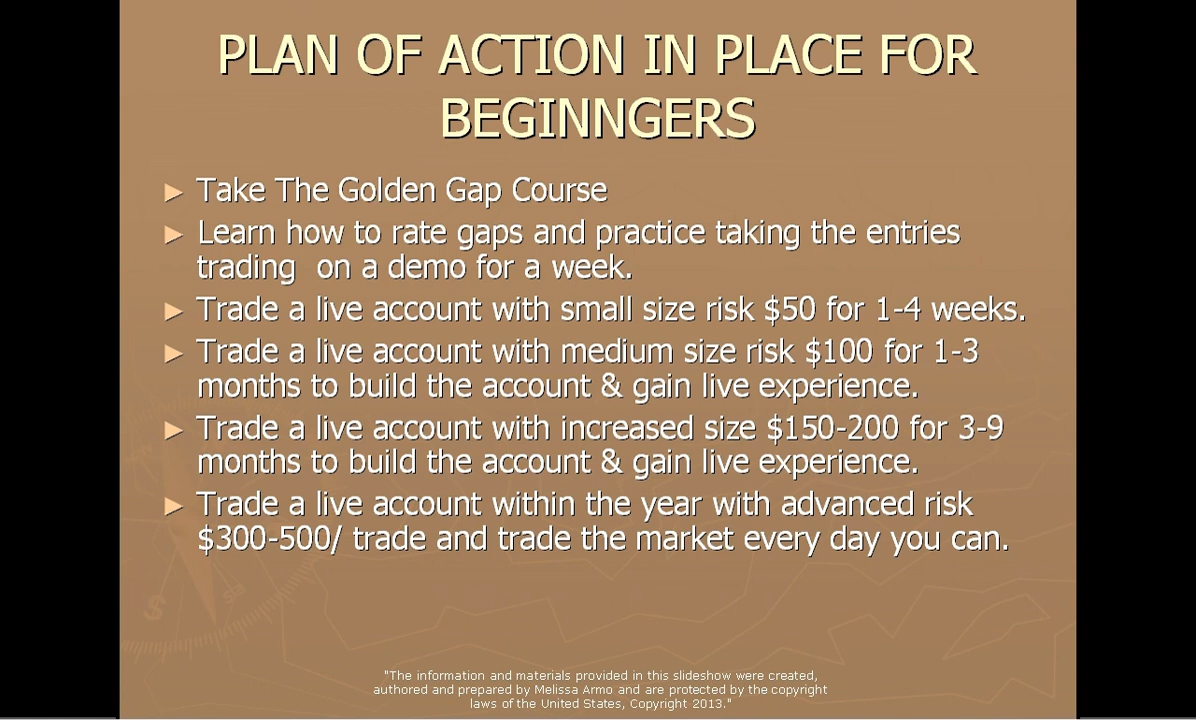 PLAN OF ACTION IN PLACE FOR
BEGINNGERS
► Take The Golden Gap Course
► Learn how to rate gaps and practice taking the entries
trading  on a demo for a week.
► Trade a live account with small size risk $50 for 1-4 weeks.
► Trade a live account with medium size risk $100 for 1-3
months to build the account & gain live experience.
► Trade a live account with increased size $150-200 for 3-9
months to build the account & gain live experience.
► Trade a live account within the year with advanced risk
$300-500/ trade and trade the market every day you can.
"The information and materials provided in this slideshow were created,
authored and prepared by Melissa Armo and are protected by the copyright
laws of the United States, Copyright 2013."